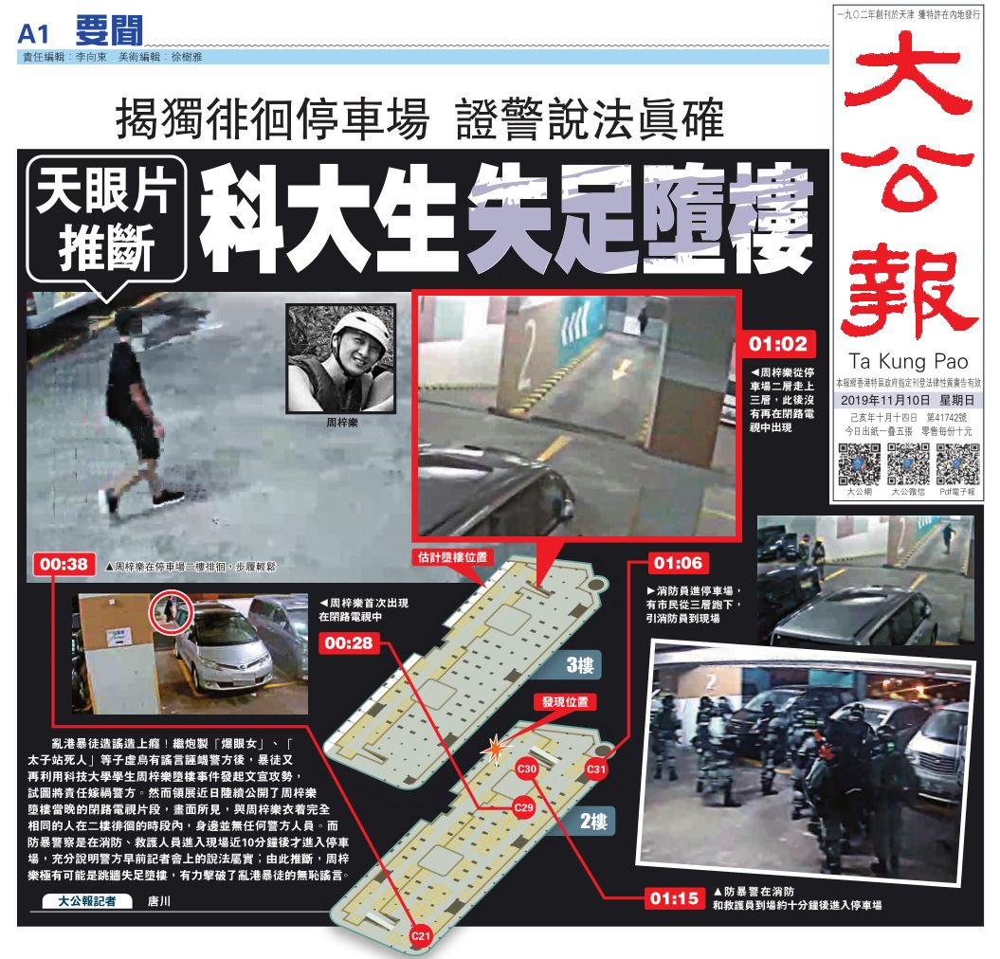 A1 要聞
責任編輯：李向東　美術編輯：徐樹雅
揭獨徘徊停車場 證警說法真確
天眼片
推斷
科大生失足墮樓
一九〇二年創刊於天津 獲特許在內地發行
大
公
報
Ta Kung Pao
本報經香港特區政府指定刊登法律性質廣告有效
2019年11月10日　星期日
己亥年十月十四日　第41742號
今日出紙一疊五張　零售每份十元
大公網
大公微信
Pdf電子報
周梓樂
2
01:02
◀周梓樂從停
車場二層走上
三層，此後沒
有再在閉路電
視中出現
00:38
▲周梓樂在停車場二樓徘徊，步履輕鬆
估計墮樓位置
01:06
▶消防員進停車場，
有市民從三層跑下，
引消防員到現場
◀周梓樂首次出現
在閉路電視中
00:28
3樓
發現位置
2
C30
C31
C29
2樓
C21
亂港暴徒造謠造上癮！繼炮製「爆眼女」、「
太子站死人」等子虛烏有謠言誣衊警方後，暴徒又
再利用科技大學學生周梓樂墮樓事件發起文宣攻勢，
試圖將責任嫁禍警方。然而領展近日陸續公開了周梓樂
墮樓當晚的閉路電視片段，畫面所見，與周梓樂衣着完全
相同的人在二樓徘徊的時段內，身邊並無任何警方人員。而
防暴警察是在消防、救護人員進入現場近10分鐘後才進入停車
場，充分說明警方早前記者會上的說法屬實；由此推斷，周梓
樂極有可能是跳牆失足墮樓，有力擊破了亂港暴徒的無恥謠言。
大公報記者　唐川
01:15
▲防暴警在消防
和救護員到場約十分鐘後進入停車場